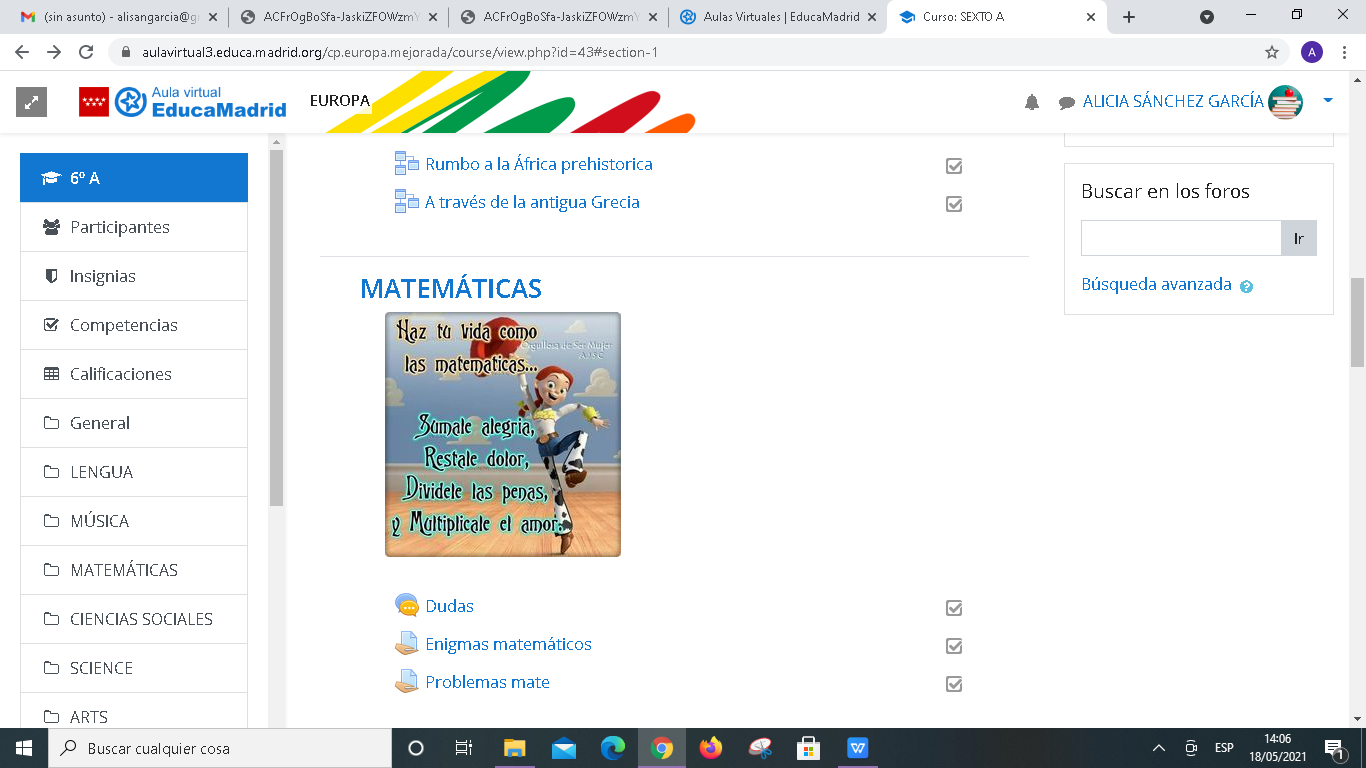 (sin asunto) - alisangarcia@g
ACFrOgBoSfa-JaskiZFOWzmY
ACFrOgBoSfa-JaskiZFOWzmY
Aulas Virtuales | EducaMadrid
Curso: SEXTO A
aulavirtual3.educa.madrid.org/cp.europa.mejorada/course/view.php?id=43#section-1
A
Aula virtual
EducaMadrid
EUROPA
ALICIA SÁNCHEZ GARCÍA
6º A
Participantes
Insignias
Competencias
Calificaciones
General
LENGUA
MÚSICA
MATEMÁTICAS
CIENCIAS SOCIALES
SCIENCE
ARTS
Rumbo a la África prehistorica
A través de la antigua Grecia
MATEMÁTICAS
Haz tu vida como
las matematicas...
Orgullosa de Ser Mujer
A.J.S.C
Súmale alegria,
Restale dolor,
Dividele las penas,
y Multiplicale el amor.
Dudas
Enigmas matemáticos
Problemas mate
Buscar en los foros
Ir
Búsqueda avanzada
Buscar cualquier cosa
W
ESP
14:06
18/05/2021
1